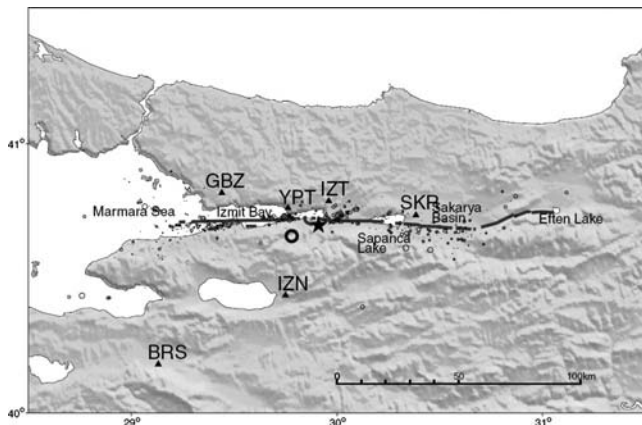 41°
GBZ
YPT
IZT
SKR
Marmara Sea
Izmit Bay
Sakarya
Basin
Eften Lake
Sapanca
Lake
IZN
BRS
0
50
100km
40°
29°
30°
31°